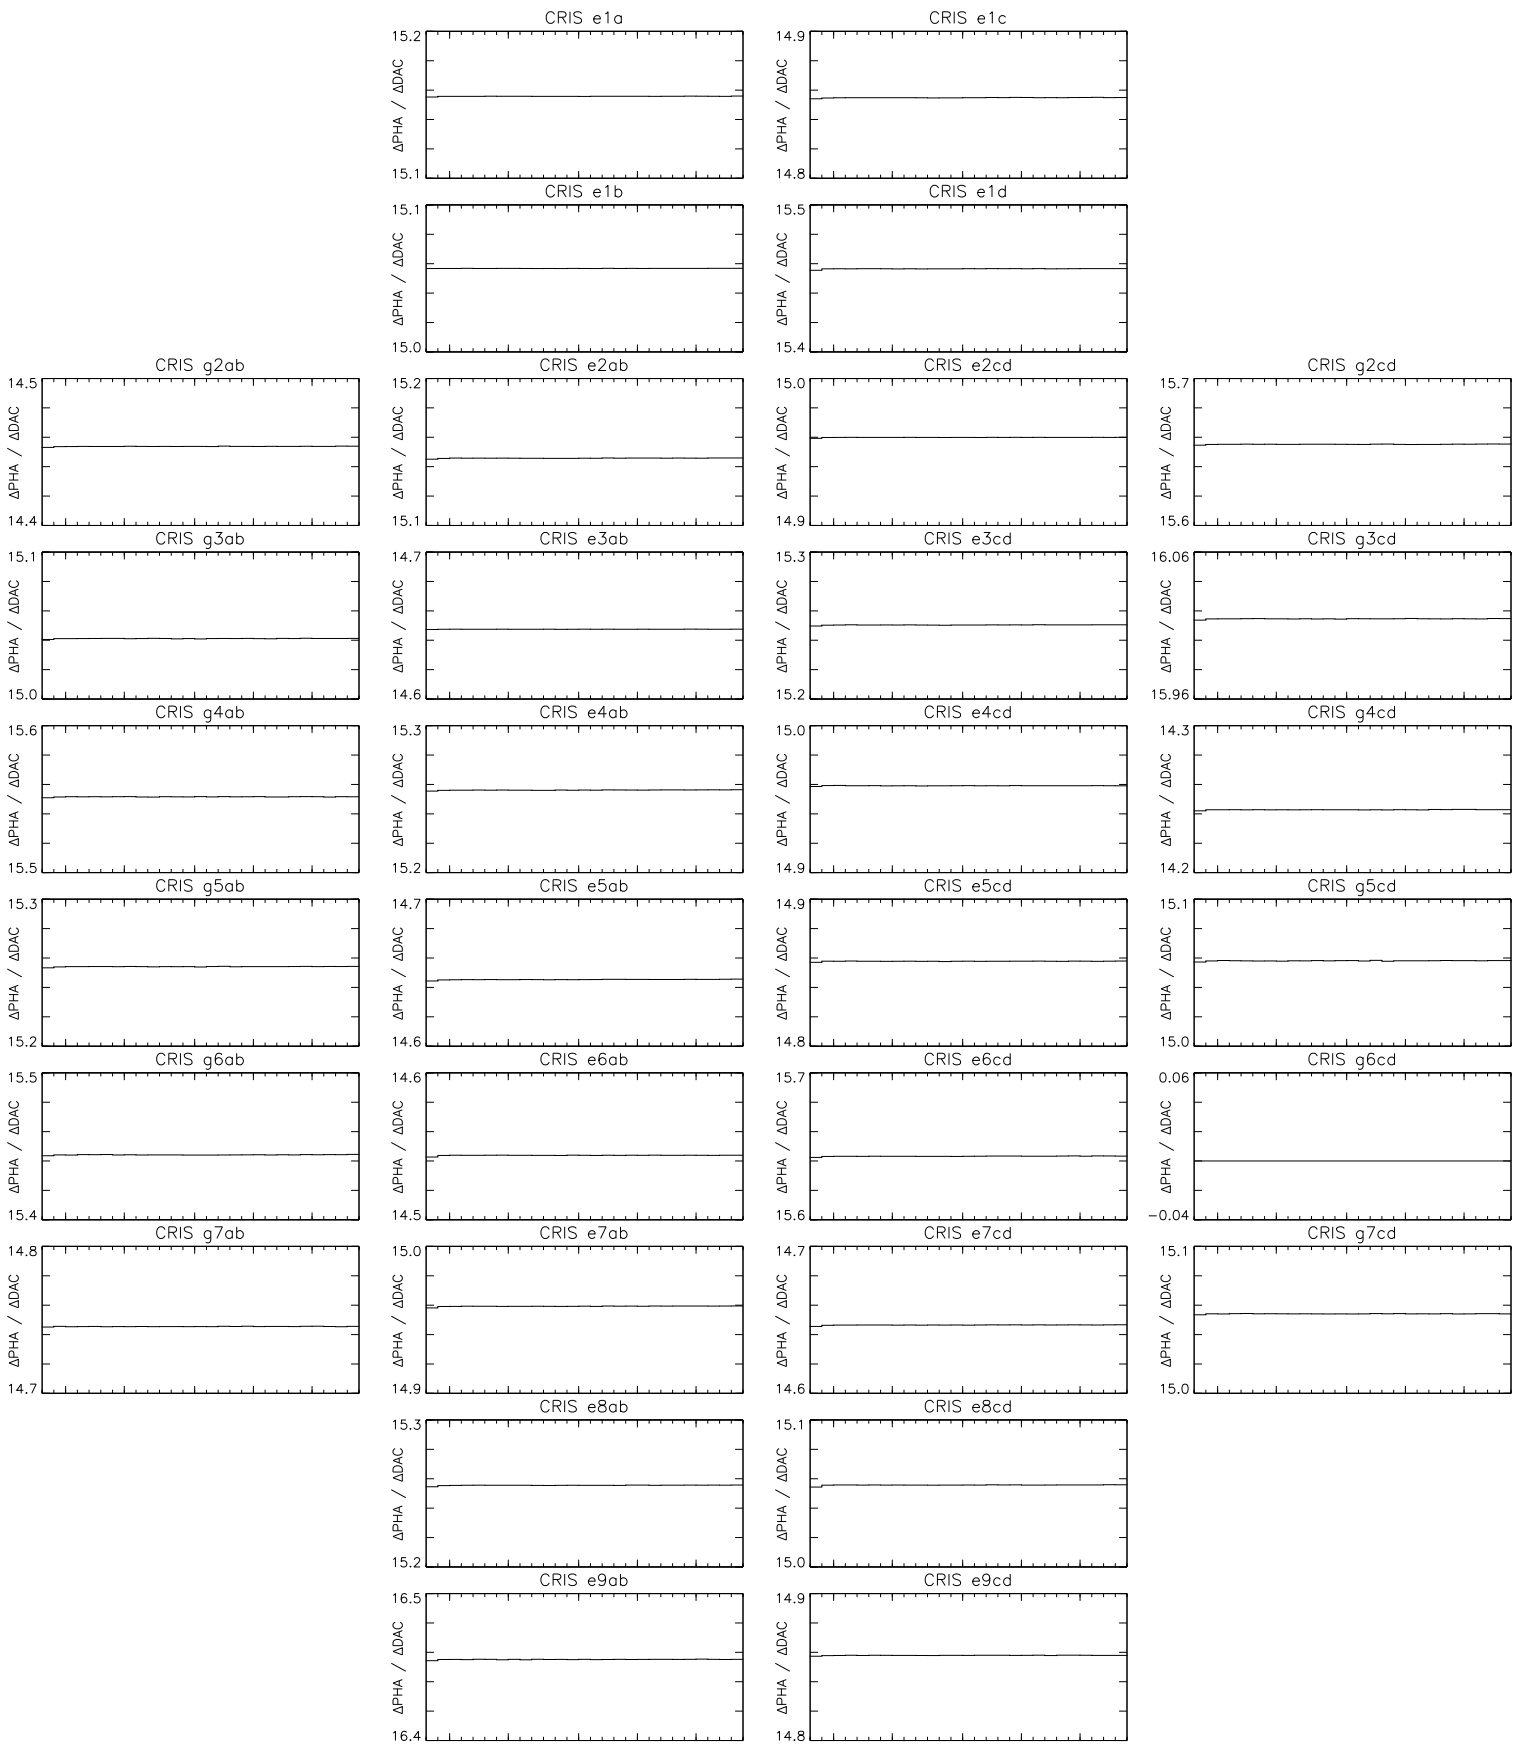 CRIS e1a
15.2
ΔPHA / ΔDAC
15.1
CRIS e1c
14.9
ΔPHA / ΔDAC
14.8
CRIS e1b
15.1
ΔPHA / ΔDAC
15.0
CRIS e1d
15.5
ΔPHA / ΔDAC
15.4
CRIS g2ab
14.5
ΔPHA / ΔDAC
14.4
CRIS e2ab
15.2
ΔPHA / ΔDAC
15.1
CRIS e2cd
15.0
ΔPHA / ΔDAC
14.9
CRIS g2cd
15.7
ΔPHA / ΔDAC
15.6
CRIS g3ab
15.1
ΔPHA / ΔDAC
15.0
CRIS e3ab
14.7
ΔPHA / ΔDAC
14.6
CRIS e3cd
15.3
ΔPHA / ΔDAC
15.2
CRIS g3cd
16.06
ΔPHA / ΔDAC
15.96
CRIS g4ab
15.6
ΔPHA / ΔDAC
15.5
CRIS e4ab
15.3
ΔPHA / ΔDAC
15.2
CRIS e4cd
15.0
ΔPHA / ΔDAC
14.9
CRIS g4cd
14.3
ΔPHA / ΔDAC
14.2
CRIS g5ab
15.3
ΔPHA / ΔDAC
15.2
CRIS e5ab
14.7
ΔPHA / ΔDAC
14.6
CRIS e5cd
14.9
ΔPHA / ΔDAC
14.8
CRIS g5cd
15.1
ΔPHA / ΔDAC
15.0
CRIS g6ab
15.5
ΔPHA / ΔDAC
15.4
CRIS e6ab
14.6
ΔPHA / ΔDAC
14.5
CRIS e6cd
15.7
ΔPHA / ΔDAC
15.6
CRIS g6cd
0.06
ΔPHA / ΔDAC
−0.04
CRIS g7ab
14.8
ΔPHA / ΔDAC
14.7
CRIS e7ab
15.0
ΔPHA / ΔDAC
14.9
CRIS e7cd
14.7
ΔPHA / ΔDAC
14.6
CRIS g7cd
15.1
ΔPHA / ΔDAC
15.0
CRIS e8ab
15.3
ΔPHA / ΔDAC
15.2
CRIS e8cd
15.1
ΔPHA / ΔDAC
15.0
CRIS e9ab
16.5
ΔPHA / ΔDAC
16.4
CRIS e9cd
14.9
ΔPHA / ΔDAC
14.8